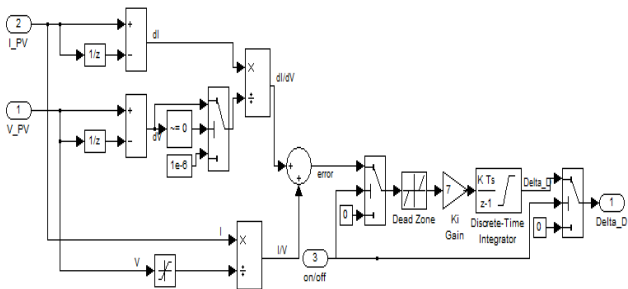 2
I_PV
1/z
+
−
dI
×
÷
dI/dV
1
V_PV
1/z
+
−
dV
~= 0
1e-6
+
+
error
0
Dead Zone
7
Ki
Gain
K Ts
z-1
Discrete-Time
Integrator
Delta_D
0
1
Delta_D
I
V
×
÷
I/V
3
on/off